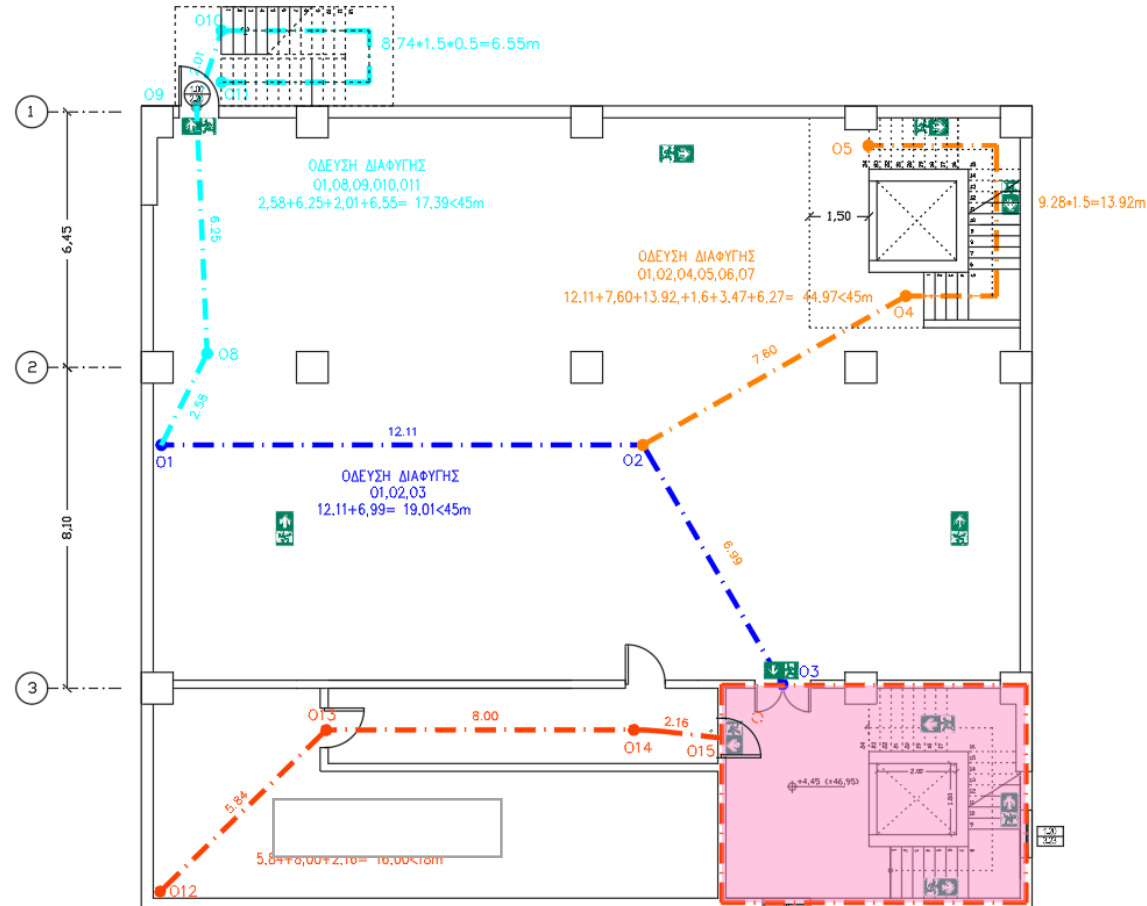 O10
8.74*1.5*0.5=6.55m
2.01
O11
O9
1
ΟΔΕΥΣΗ ΔΙΑΦΥΓΗΣ
O1,O8,O9,O10,O11
2,58+6,25+2,01+6,55= 17.39<45m
O5
1,50
9.28*1.5=13.92m
6.25
6,45
ΟΔΕΥΣΗ ΔΙΑΦΥΓΗΣ
O1,O2,O4,O5,O6,O7
12.11+7,60+13.92,+1.6+3,47+6,27= 44,97<45m
O4
O8
7.60
2
2.58
12.11
O1
O2
ΟΔΕΥΣΗ ΔΙΑΦΥΓΗΣ
O1,O2,O3
12.11+6,99= 19,01<45m
8,10
6.99
O3
3
O13
8.00
O14
2.16
O15
+4,45 (+46,95)
2.00
5.84
5,84+8,00+2,16= 16,00<18m
O12